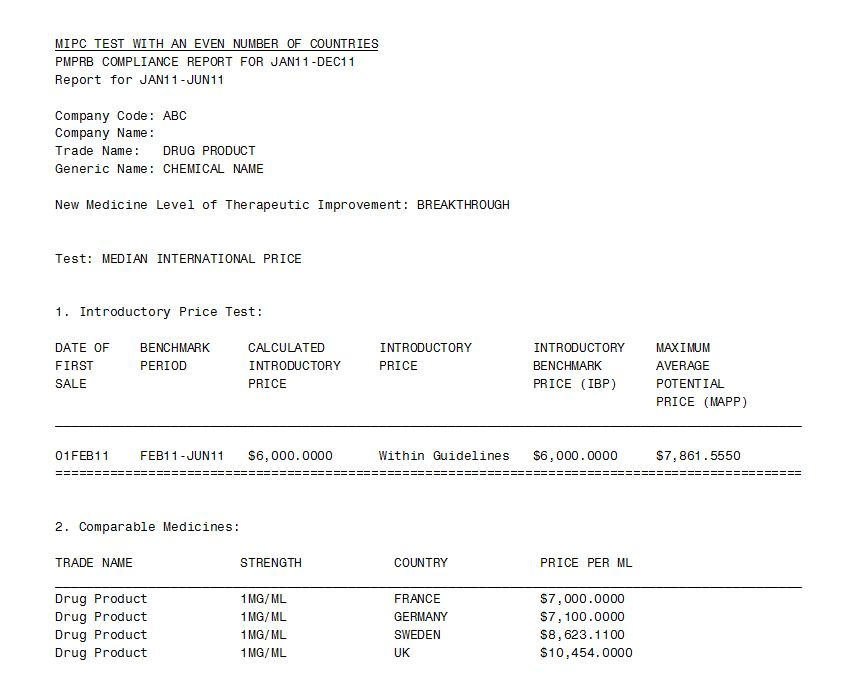 MIPC TEST WITH AN EVEN NUMBER OF COUNTRIES
PMPRB COMPLIANCE REPORT FOR JAN11-DEC11
Report for JAN11-JUN11
Company Code: ABC
Company Name:
Trade Name: DRUG PRODUCT
Generic Name: CHEMICAL NAME
New Medicine Level of Therapeutic Improvement: BREAKTHROUGH
Test: MEDIAN INTERNATIONAL PRICE
1. Introductory Price Test:
DATE OF BENCHMARK CALCULATED INTRODUCTORY INTRODUCTORY MAXIMUM
FIRST PERIOD INTRODUCTORY PRICE BENCHMARK AVERAGE
SALE PRICE PRICE (IBP) POTENTIAL
PRICE (MAPP)
01FEB11 FEB11-JUN11 $6,000.0000 Within Guidelines $6,000.0000 $7,861.5550
2. Comparable Medicines:
TRADE NAME STRENGTH COUNTRY PRICE PER ML
Drug Product 1MG/ML FRANCE $7,000.0000
Drug Product 1MG/ML GERMANY $7,100.0000
Drug Product 1MG/ML SWEDEN $8,623.1100
Drug Product 1MG/ML UK $10,454.0000